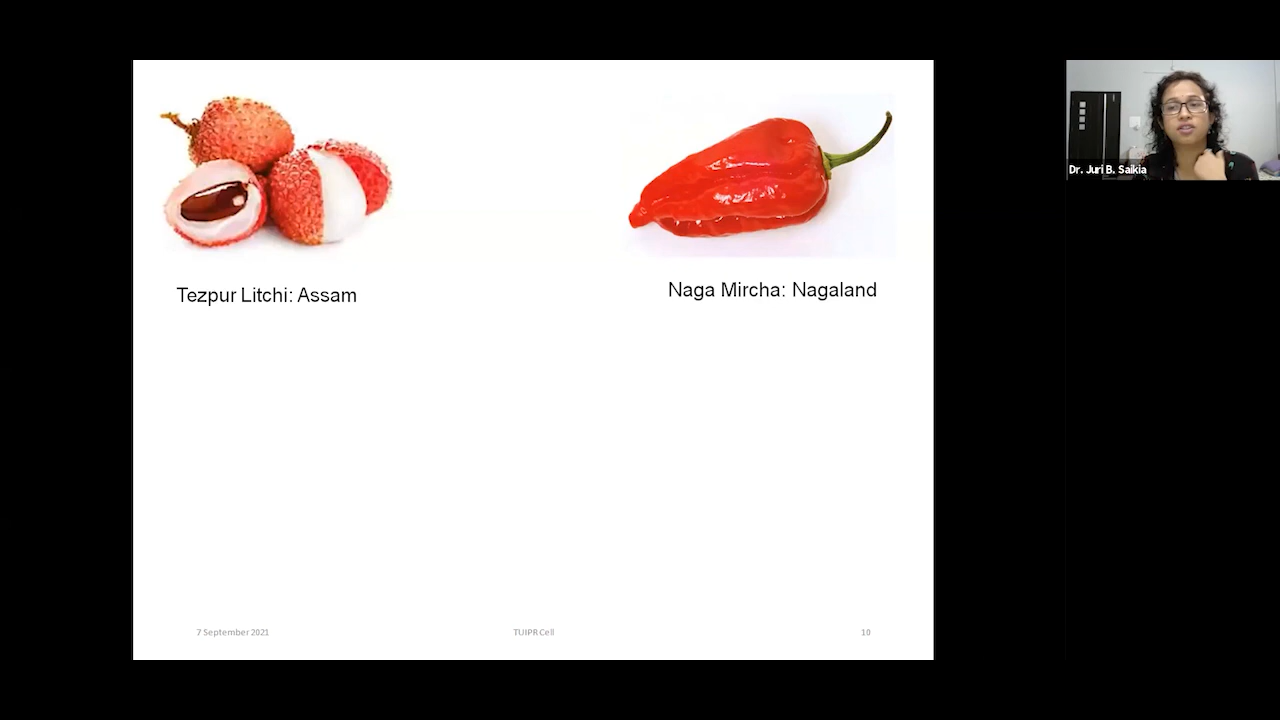 Dr. Juri B. Saikia
Tezpur Litchi: Assam
Naga Mircha: Nagaland
7 September 2021
TUIPR Cell
10